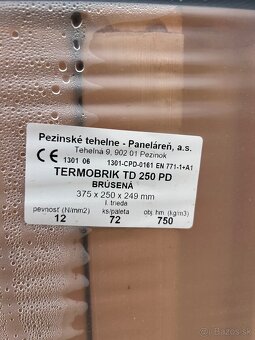 Pezinské tehelne - Paneláreň, a.s.
Tehelná 9, 902 01 Pezinok
CE 1301 06 1301-CPD-0161 EN 771-1+A1
TERMOBRIK TD 250 PD
BRÚSENÁ
375 x 250 x 249 mm
I. trieda
pevnosť (N/mm2) ks/paleta obj. hm. (kg/m3)
12 72 750
bazos.sk